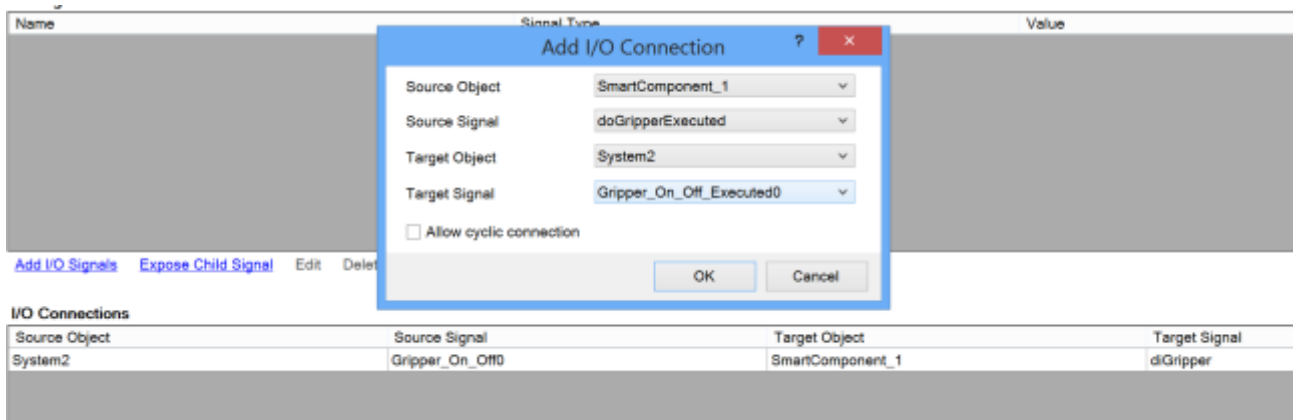 Name Signal Type Value
Add I/O Connection ? ×
Source Object SmartComponent_1
Source Signal doGripperExecuted
Target Object System2
Target Signal Gripper_On_Off_Executed0
Allow cyclic connection
Add I/O Signals Expose Child Signal Edit Delet
OK Cancel
I/O Connections
Source Object Source Signal Target Object Target Signal
System2 Gripper_On_Off0 SmartComponent_1 diGripper